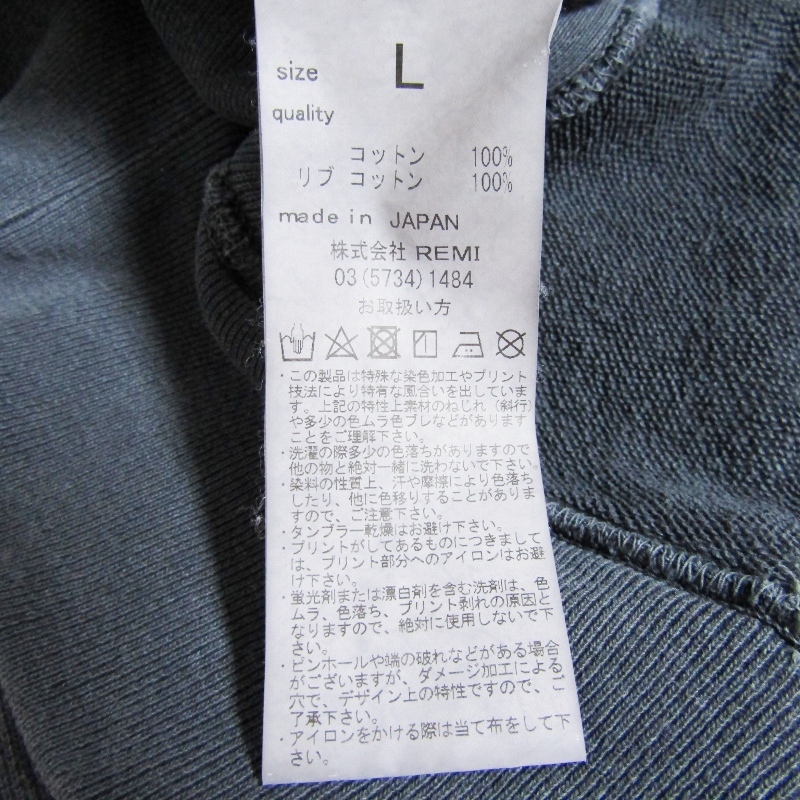 size L
quality
コットン 100%
リブ コットン 100%
made in JAPAN
株式会社 REMI
03(5734)1484
お取扱い方
・この製品は特殊な染色加工やプリント
技法により特有な風合いを出していま
す。上記の特性上素材のねじれ（斜行）
や多少の色ムラ色ブレなどがあります
ことをご理解下さい。
・洗濯の際多少の色落ちがありますので
他の物と絶対一緒に洗わないで下さい。
・染料の性質上、汗や摩擦により色落ち
したり、他に色移りすることがありま
すので、ご注意下さい。
・タンブラー乾燥はお避け下さい。
・プリントがしてあるものにつきまして
は、プリント部分へのアイロンはお避
け下さい。
・蛍光剤または漂白剤を含む洗剤は、色
ムラ、色落ち、プリント剥れの原因と
なりますので、絶対に使用しないで下
さい。
・ピンホールや端の破れなどがある場合
がございますが、ダメージ加工による
穴で、デザイン上の特性ですので、ご
了承下さい。
・アイロンをかける際は当て布をして下
さい。